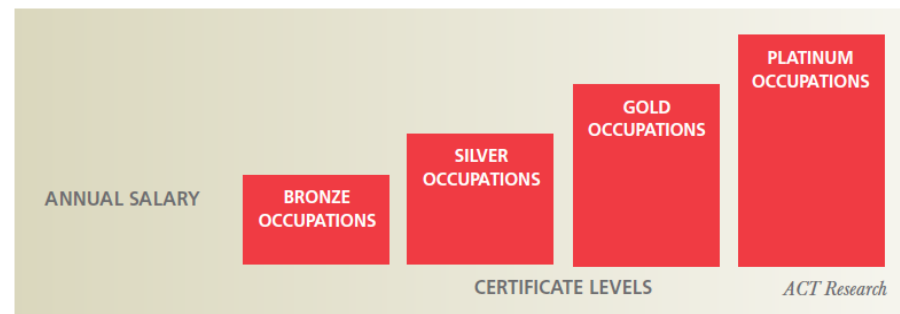 PLATINUM
OCCUPATIONS
GOLD
OCCUPATIONS
SILVER
OCCUPATIONS
ANNUAL SALARY
BRONZE
OCCUPATIONS
CERTIFICATE LEVELS
ACT Research